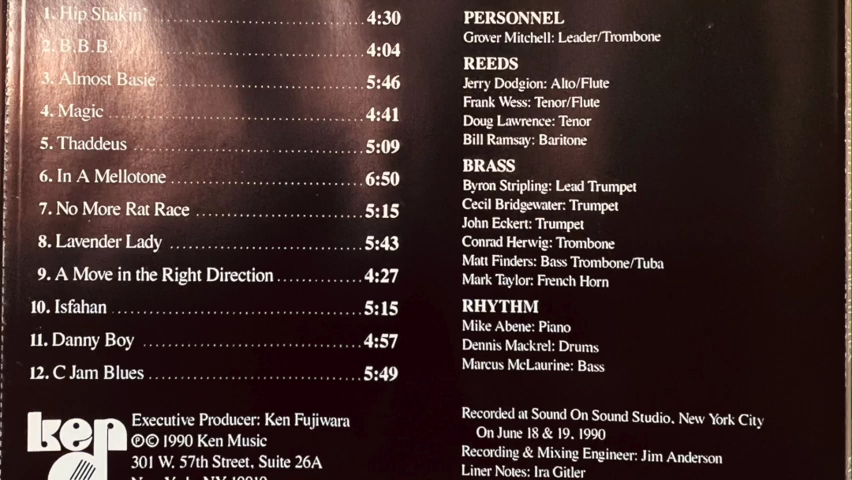 1. Hip Shakin' 4:30
2. B.B.B. 4:04
3. Almost Basie 5:46
4. Magic 4:41
5. Thaddeus 5:09
6. In A Mellotone 6:50
7. No More Rat Race 5:15
8. Lavender Lady 5:43
9. A Move in the Right Direction 4:27
10. Isfahan 5:15
11. Danny Boy 4:57
12. C Jam Blues 5:49
ken
Executive Producer: Ken Fujiwara
℗© 1990 Ken Music
301 W. 57th Street, Suite 26A
PERSONNEL
Grover Mitchell: Leader/Trombone
REEDS
Jerry Dodgion: Alto/Flute
Frank Wess: Tenor/Flute
Doug Lawrence: Tenor
Bill Ramsay: Baritone
BRASS
Byron Stripling: Lead Trumpet
Cecil Bridgewater: Trumpet
John Eckert: Trumpet
Conrad Herwig: Trombone
Matt Finders: Bass Trombone/Tuba
Mark Taylor: French Horn
RHYTHM
Mike Abene: Piano
Dennis Mackrel: Drums
Marcus McLaurine: Bass
Recorded at Sound On Sound Studio, New York City
On June 18 & 19, 1990
Recording & Mixing Engineer: Jim Anderson
Liner Notes: Ira Gitler